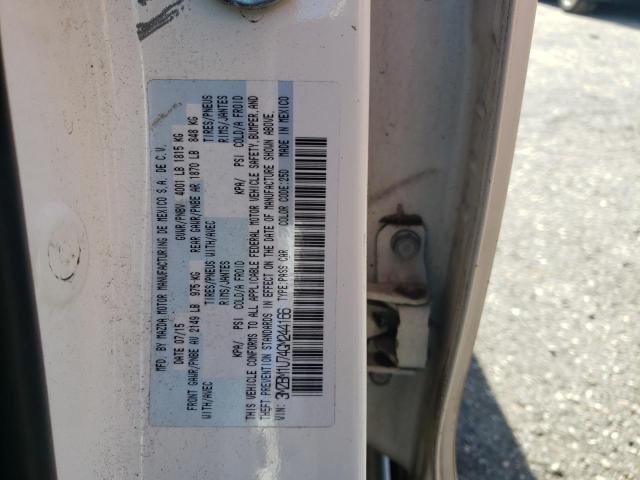 MFD. BY MAZDA MOTOR MANUFACTURING DE MEXICO S.A. DE C.V.
DATE 07/15 GVWR/PNBV 4001 LB 1815 KG
FRONT GAWR/PNBE AV 2149 LB 975 KG REAR GAWR/PNBE AR 1870 LB 848 KG
WITH/AVEC TIRES/PNEUS WITH/AVEC TIRES/PNEUS
RIMS/JANTES RIMS/JANTES
KPA/ PSI COLD/A FROID KPA/ PSI COLD/A FROID
THIS VEHICLE CONFORMS TO ALL APPLICABLE FEDERAL MOTOR VEHICLE SAFETY, BUMPER, AND
THEFT PREVENTION STANDARDS IN EFFECT ON THE DATE OF MANUFACTURE SHOWN ABOVE.
VIN: 3MZBM1U74GM244166 TYPE:PASS CAR COLOR CODE:25D MADE IN MEXICO